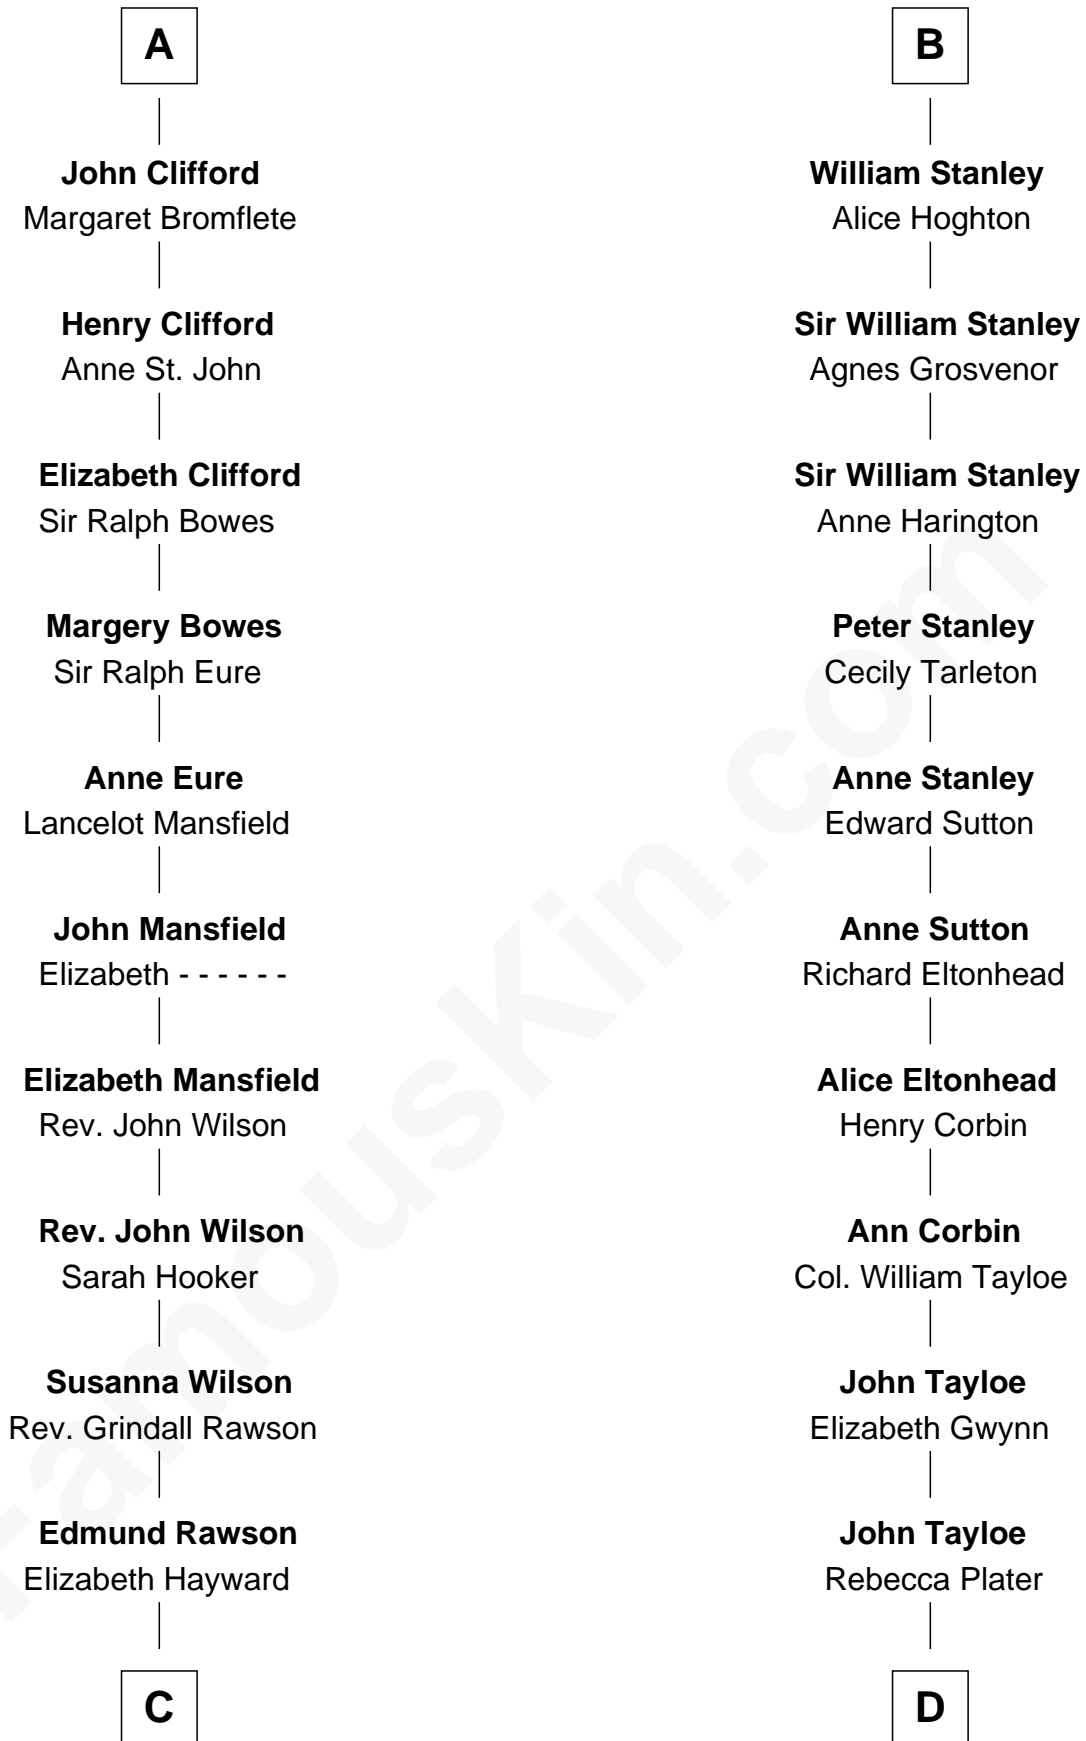 A
John Clifford
Margaret Bromflete
Henry Clifford
Anne St. John
Elizabeth Clifford
Sir Ralph Bowes
Margery Bowes
Sir Ralph Eure
Anne Eure
Lancelot Mansfield
John Mansfield
Elizabeth - - - - - -
Elizabeth Mansfield
Rev. John Wilson
Rev. John Wilson
Sarah Hooker
Susanna Wilson
Rev. Grindall Rawson
Edmund Rawson
Elizabeth Hayward
C
B
William Stanley
Alice Hoghton
Sir William Stanley
Agnes Grosvenor
Sir William Stanley
Anne Harington
Peter Stanley
Cecily Tarleton
Anne Stanley
Edward Sutton
Anne Sutton
Richard Eltonhead
Alice Eltonhead
Henry Corbin
Ann Corbin
Col. William Tayloe
John Tayloe
Elizabeth Gwynn
John Tayloe
Rebecca Plater
D
FamousKin.com